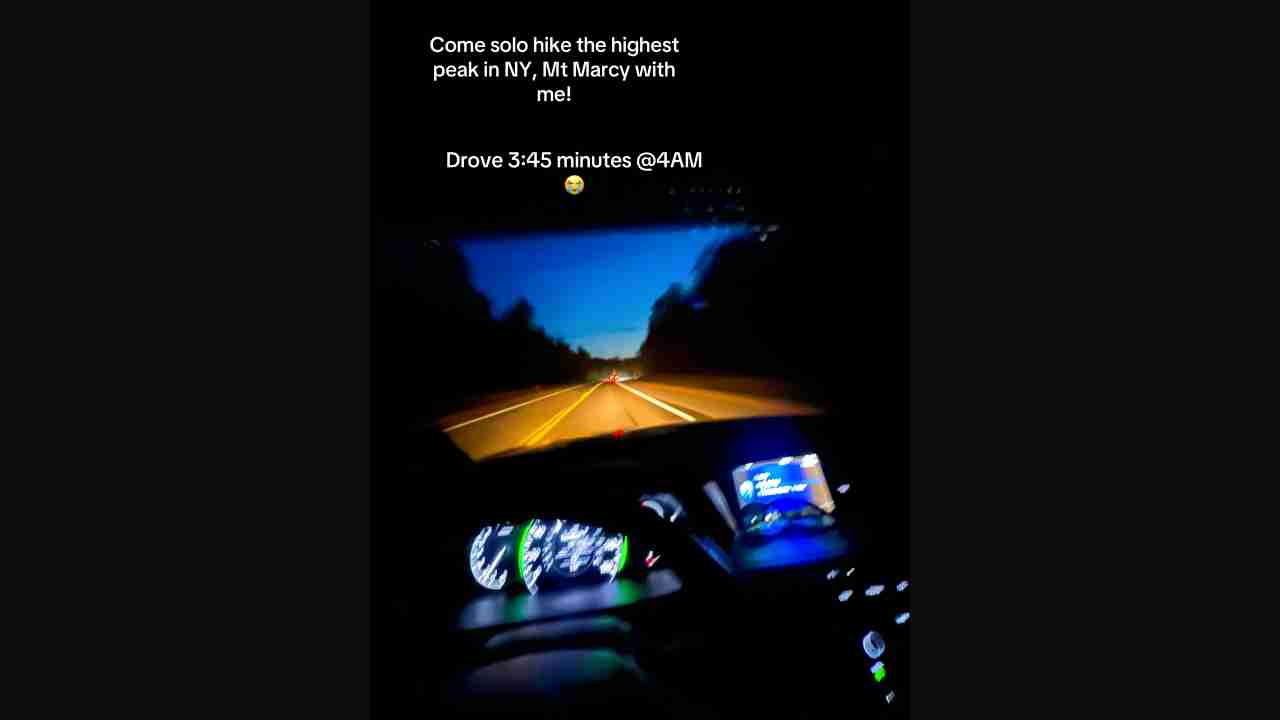 Come solo hike the highest
peak in NY, Mt Marcy with
me!
Drove 3:45 minutes @4AM
😭